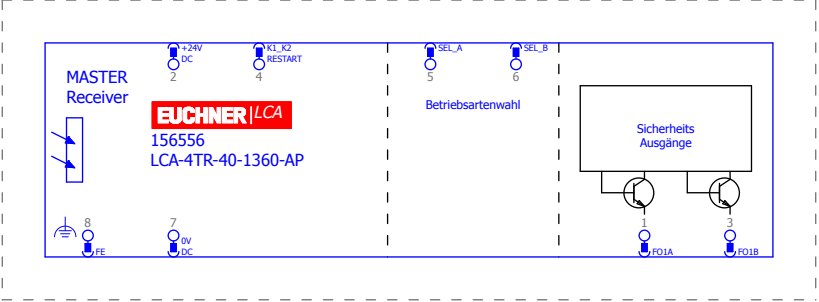 +24V
DC
2
K1_K2
RESTART
4
SEL_A
5
SEL_B
6
MASTER
Receiver
EUCHNER LCA
156556
LCA-4TR-40-1360-AP
Betriebsartenwahl
Sicherheits
Ausgänge
8
FE
7
0V
DC
1
FO1A
3
FO1B